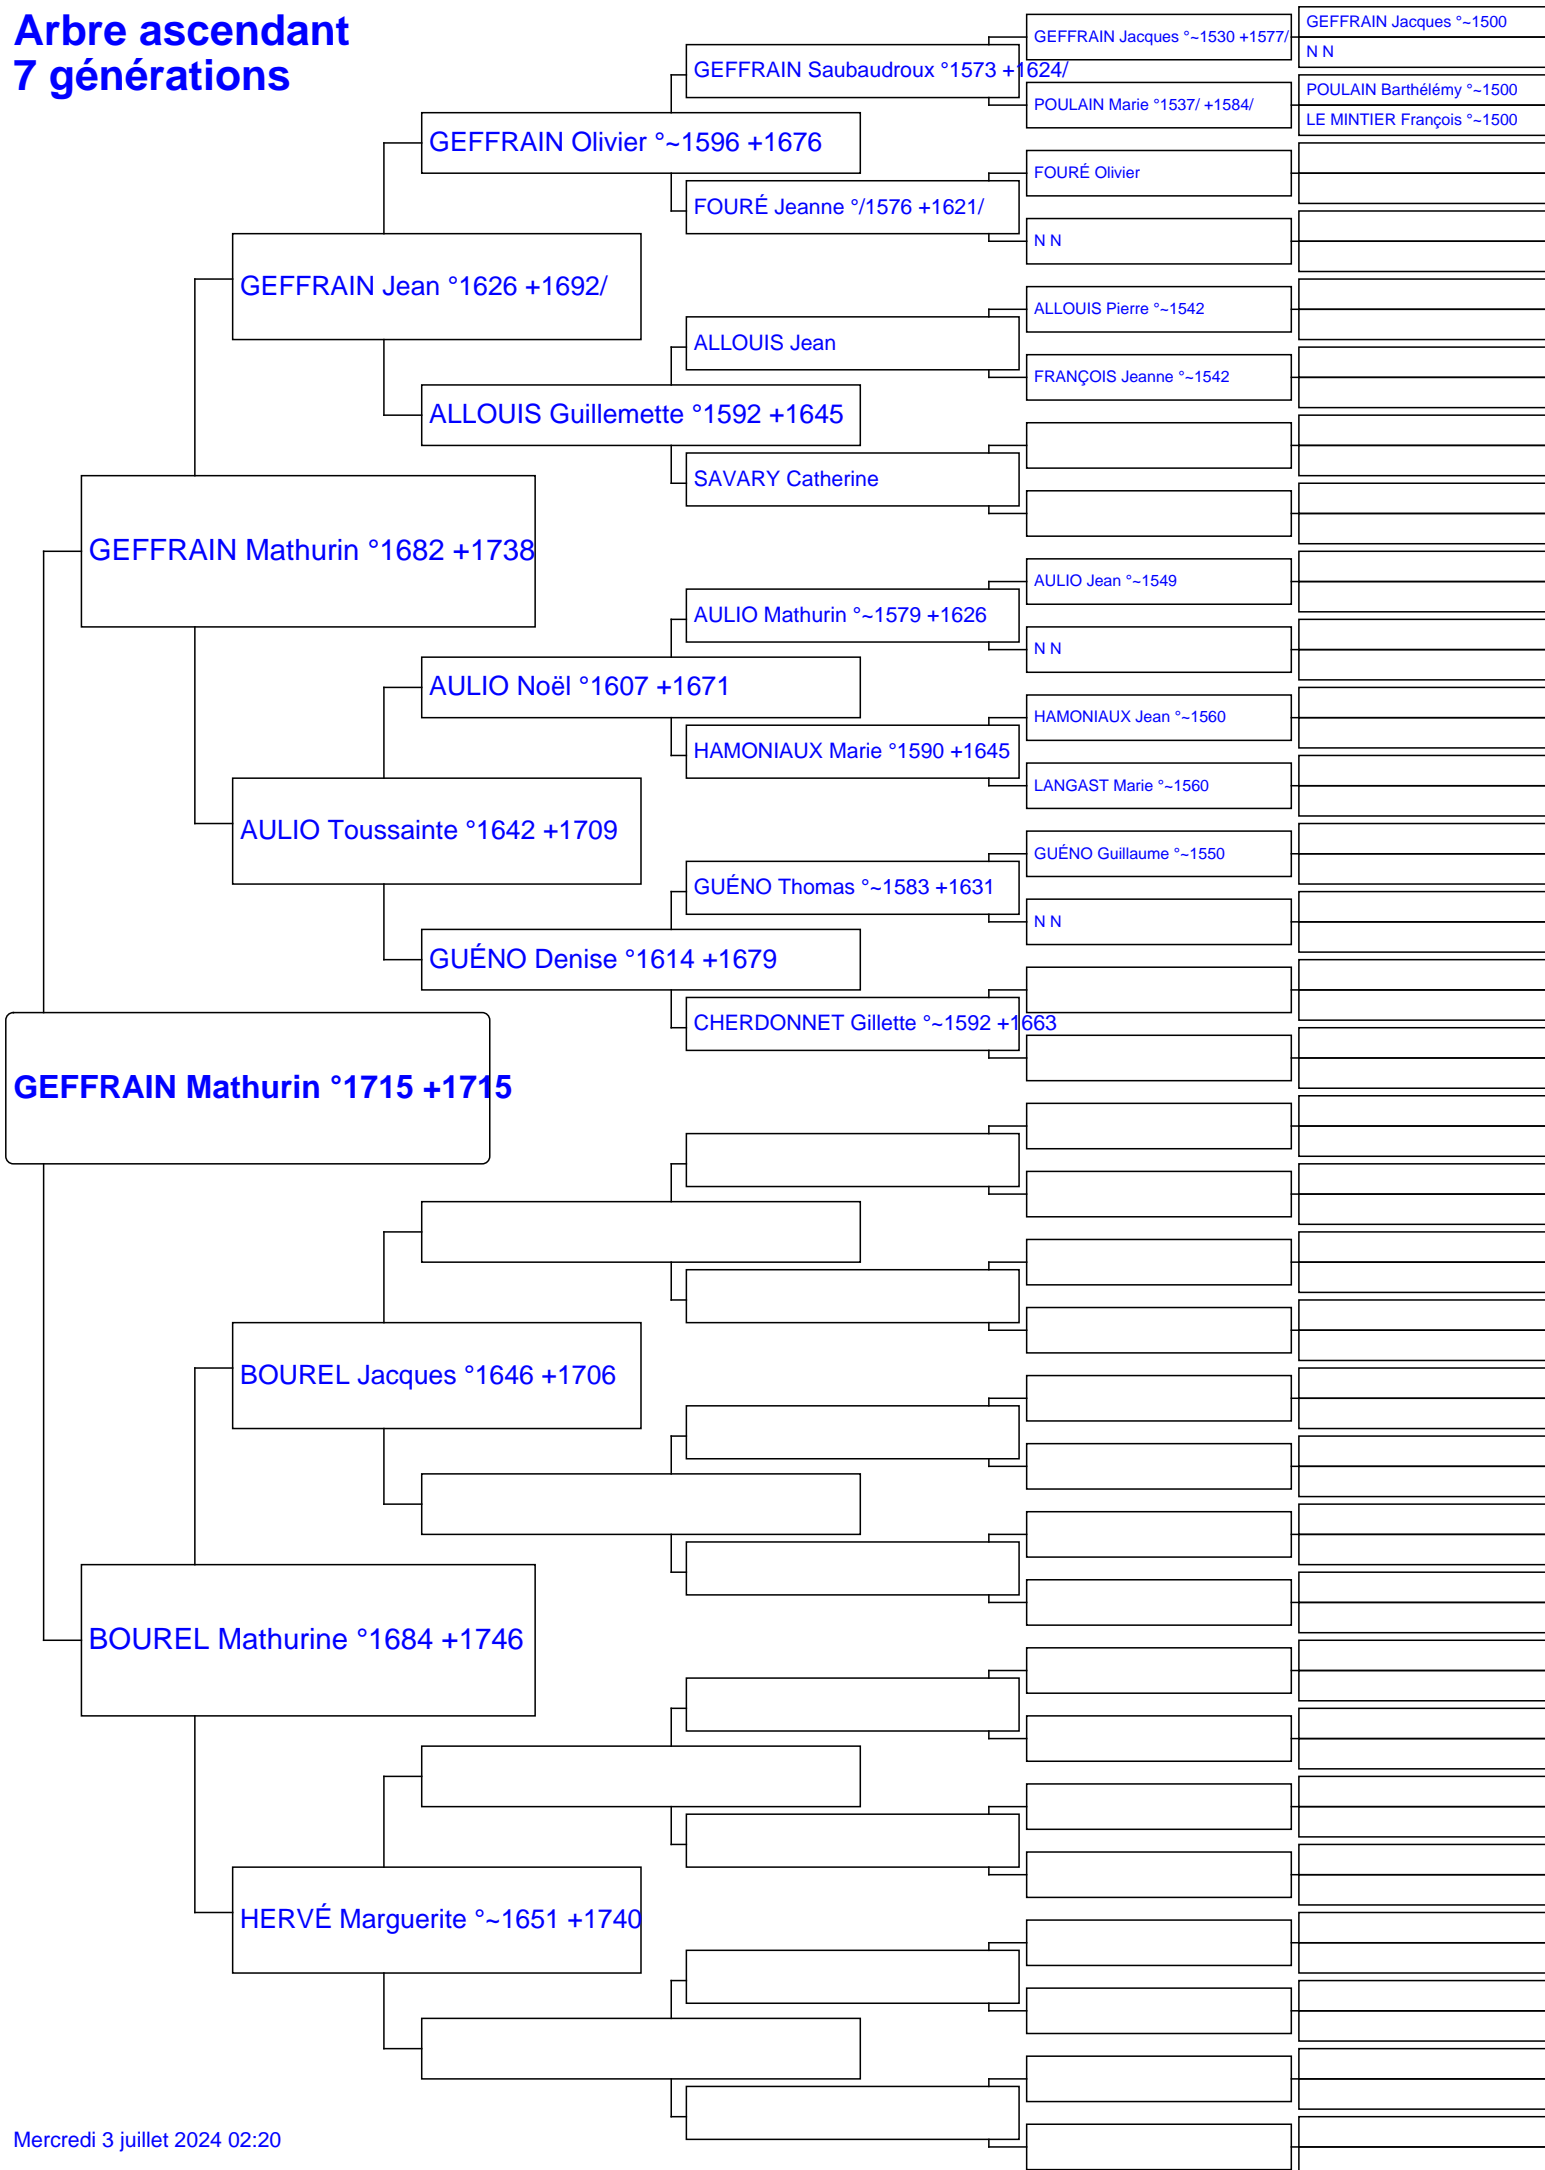 Arbre ascendant
7 générations
GEFFRAIN Mathurin °1715 +1715
GEFFRAIN Mathurin °1682 +1738
BOUREL Mathurine °1684 +1746
GEFFRAIN Jean °1626 +1692/
AULIO Toussainte °1642 +1709
BOUREL Jacques °1646 +1706
HERVÉ Marguerite °~1651 +1740
GEFFRAIN Olivier °~1596 +1676
ALLOUIS Guillemette °1592 +1645
AULIO Noël °1607 +1671
GUÉNO Denise °1614 +1679
GEFFRAIN Saubaudroux °1573 +1624/
FOURÉ Jeanne °/1576 +1621/
ALLOUIS Jean
SAVARY Catherine
AULIO Mathurin °~1579 +1626
HAMONIAUX Marie °1590 +1645
GUÉNO Thomas °~1583 +1631
CHERDONNET Gillette °~1592 +1663
GEFFRAIN Jacques °~1530 +1577/
POULAIN Marie °1537/ +1584/
FOURÉ Olivier
N N
ALLOUIS Pierre °~1542
FRANÇOIS Jeanne °~1542
AULIO Jean °~1549
N N
HAMONIAUX Jean °~1560
LANGAST Marie °~1560
GUÉNO Guillaume °~1550
N N
GEFFRAIN Jacques °~1500
N N
POULAIN Barthélémy °~1500
LE MINTIER François °~1500
Mercredi 3 juillet 2024 02:20